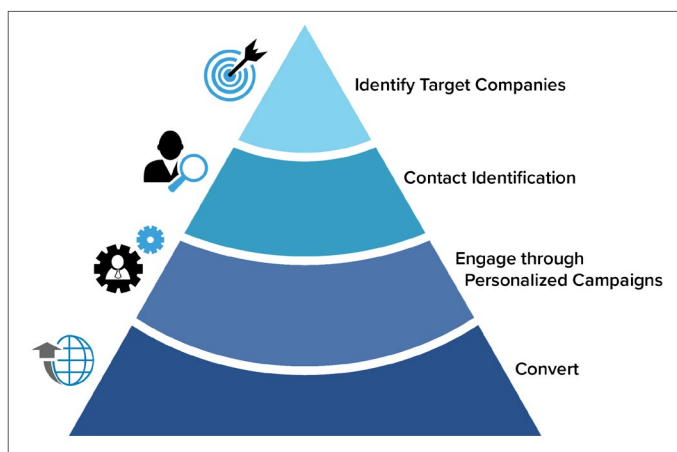 Identify Target Companies
Contact Identification
Engage through
Personalized Campaigns
Convert